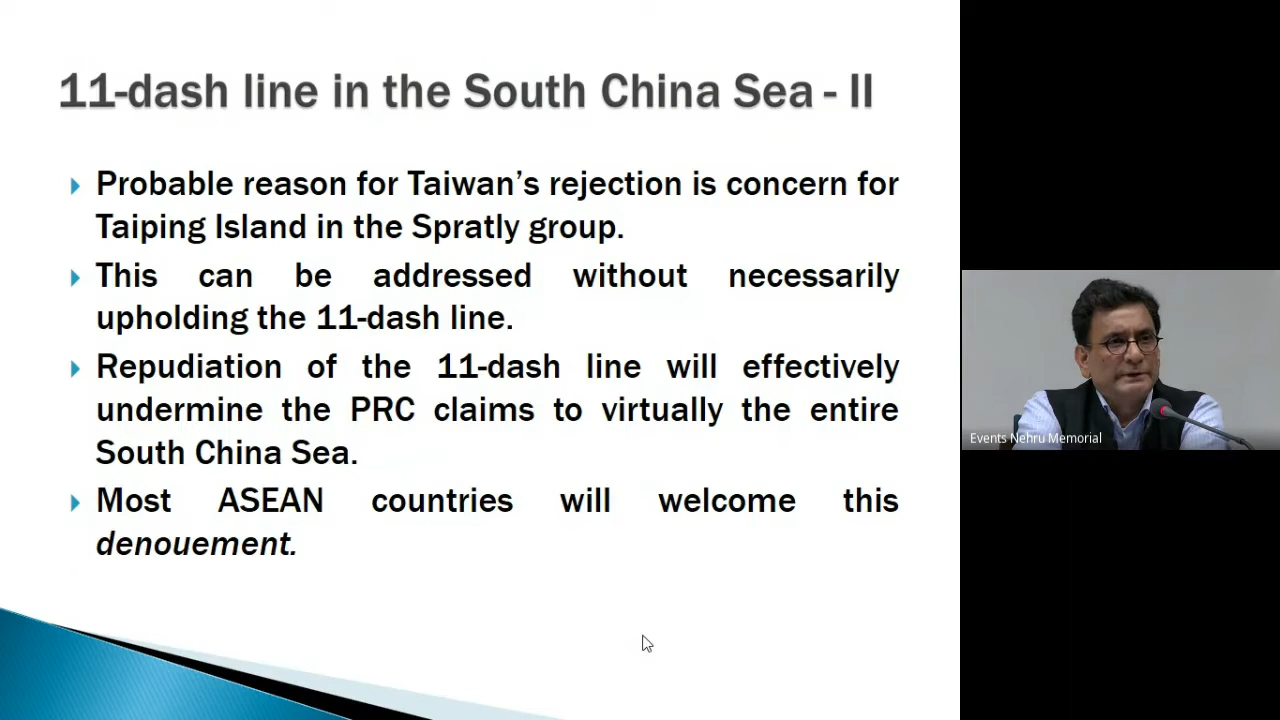 11-dash line in the South China Sea - II
Probable reason for Taiwan's rejection is concern for
Taiping Island in the Spratly group.
This can be addressed without necessarily
upholding the 11-dash line.
Repudiation of the 11-dash line will effectively
undermine the PRC claims to virtually the entire
South China Sea.
Most ASEAN countries will welcome this
denouement.
Events Nehru Memorial